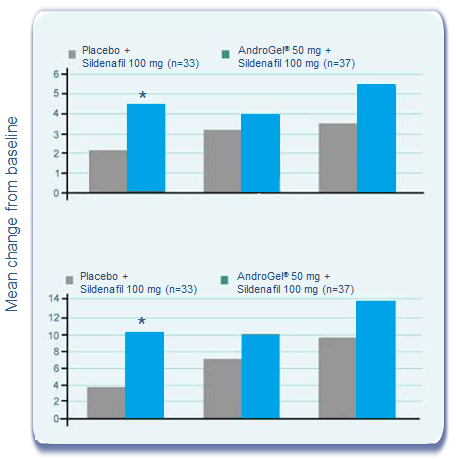 Placebo +
Sildenafil 100 mg (n=33)
AndroGel® 50 mg +
Sildenafil 100 mg (n=37)
6
5
4
3
2
1
0
*
Mean change from baseline
Placebo +
Sildenafil 100 mg (n=33)
AndroGel® 50 mg +
Sildenafil 100 mg (n=37)
14
12
10
8
6
4
2
0
*